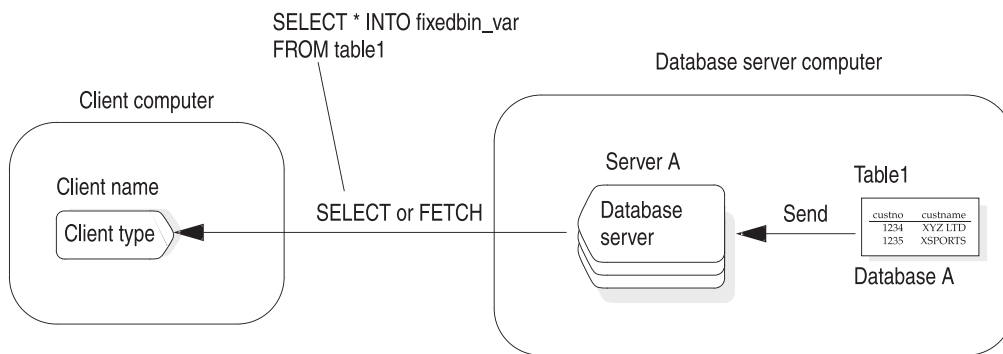 SELECT * INTO fixedbin_var
FROM table1
Database server computer
Client computer
Server A
Table1
Client name
SELECT or FETCH
Client type
Database
server
Send
custno custname
1234 XYZ LTD
1235 XSPORTS
Database A